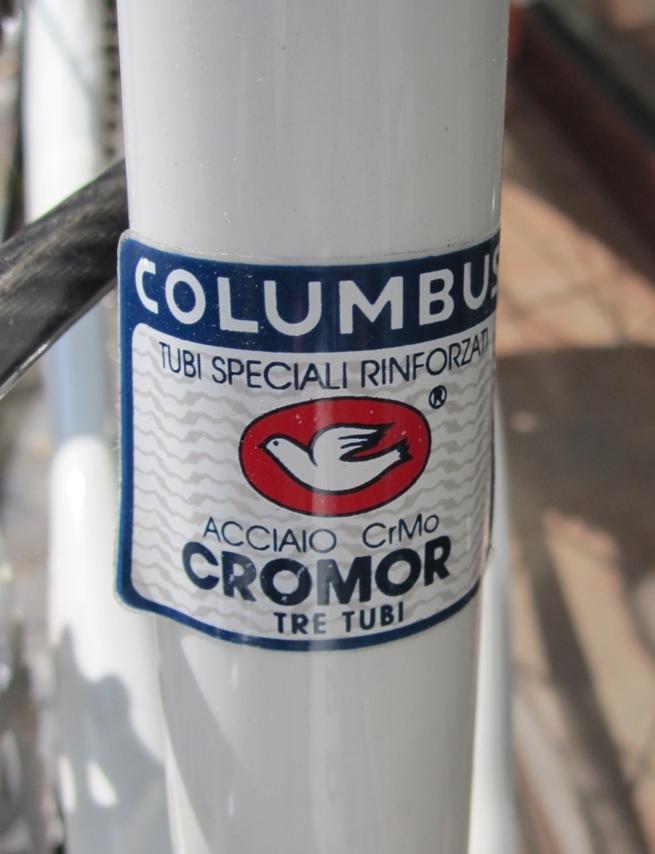 COLUMBUS
TUBI SPECIALI RINFORZATI
®
ACCIAIO CrMo
CROMOR
TRE TUBI